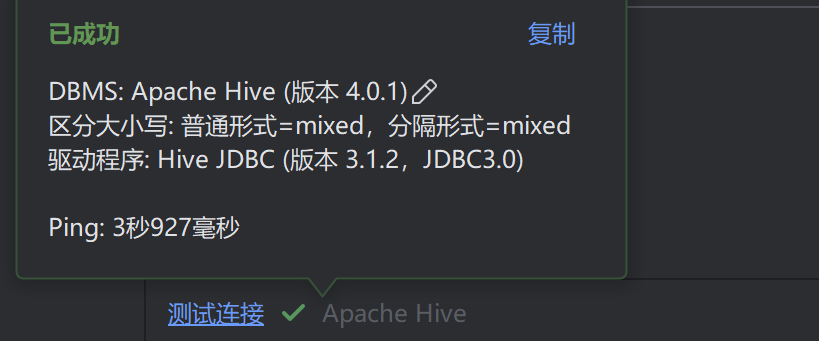 已成功 复制
DBMS: Apache Hive (版本 4.0.1)
区分大小写: 普通形式=mixed，分隔形式=mixed
驱动程序: Hive JDBC (版本 3.1.2，JDBC3.0)
Ping: 3秒927毫秒
测试连接 Apache Hive